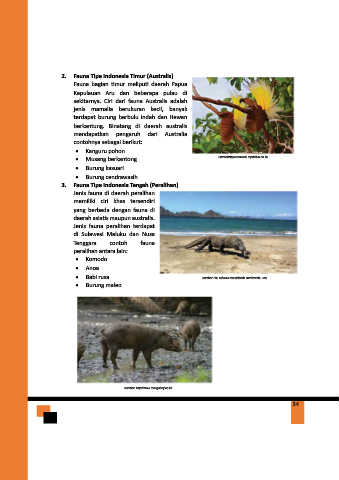 2. Fauna Tipe Indonesia Timur (Australis)
Fauna bagian timur meliputi daerah Papua
Kepulauan Aru dan beberapa pulau di
sekitarnya. Ciri dari fauna Australis adalah
jenis mamalia berukuran kecil, banyak
terdapat burung berbulu indah dan Hewan
berkantung. Binatang di daerah australis
mendapatkan pengaruh dari Australia
contohnya sebagai berikut:
• Kanguru pohon
• Musang berkantong
• Burung kasuari
• Burung cendrawasih
3. Fauna Tipe Indonesia Tengah (Peralihan)
Jenis fauna di daerah peralihan
memiliki ciri khas tersendiri
yang berbeda dengan fauna di
daerah asiatis maupun australis.
Jenis fauna peralihan terdapat
di Sulawesi Maluku dan Nusa
Tenggara contoh fauna
peralihan antara lain:
• Komodo
• Anoa
• Babi rusa
• Burung maleo
34